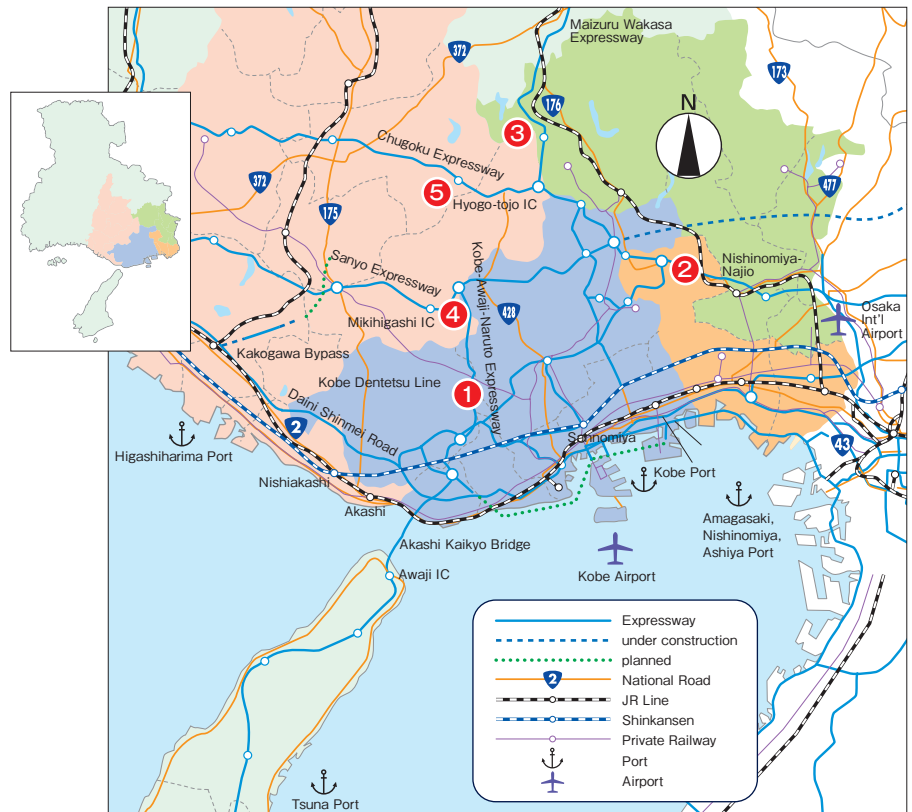 Maizuru Wakasa
Expressway
372
173
176
N
3
Chugoku Expressway
372
5
Hyogo-tojo IC
175
477
Sanyo Expressway
Kobe-Awaji-Naruto Expressway
2
Nishinomiya-
Najio
Osaka
Int'l
Airport
4
Mikihigashi IC
428
Kakogawa Bypass
Kobe Dentetsu Line
1
Daini Shinmei Road
2
Sannomiya
43
Higashiharima Port
Nishiakashi
Kobe Port
Akashi
Amagasaki,
Nishinomiya,
Ashiya Port
Akashi Kaikyo Bridge
Awaji IC
Kobe Airport
Expressway
under construction
planned
2
National Road
JR Line
Shinkansen
Private Railway
Port
Airport
Tsuna Port